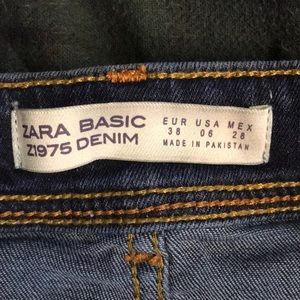 ZARA BASIC
Z1975 DENIM
EUR USA MEX
38 06 28
MADE IN PAKISTAN